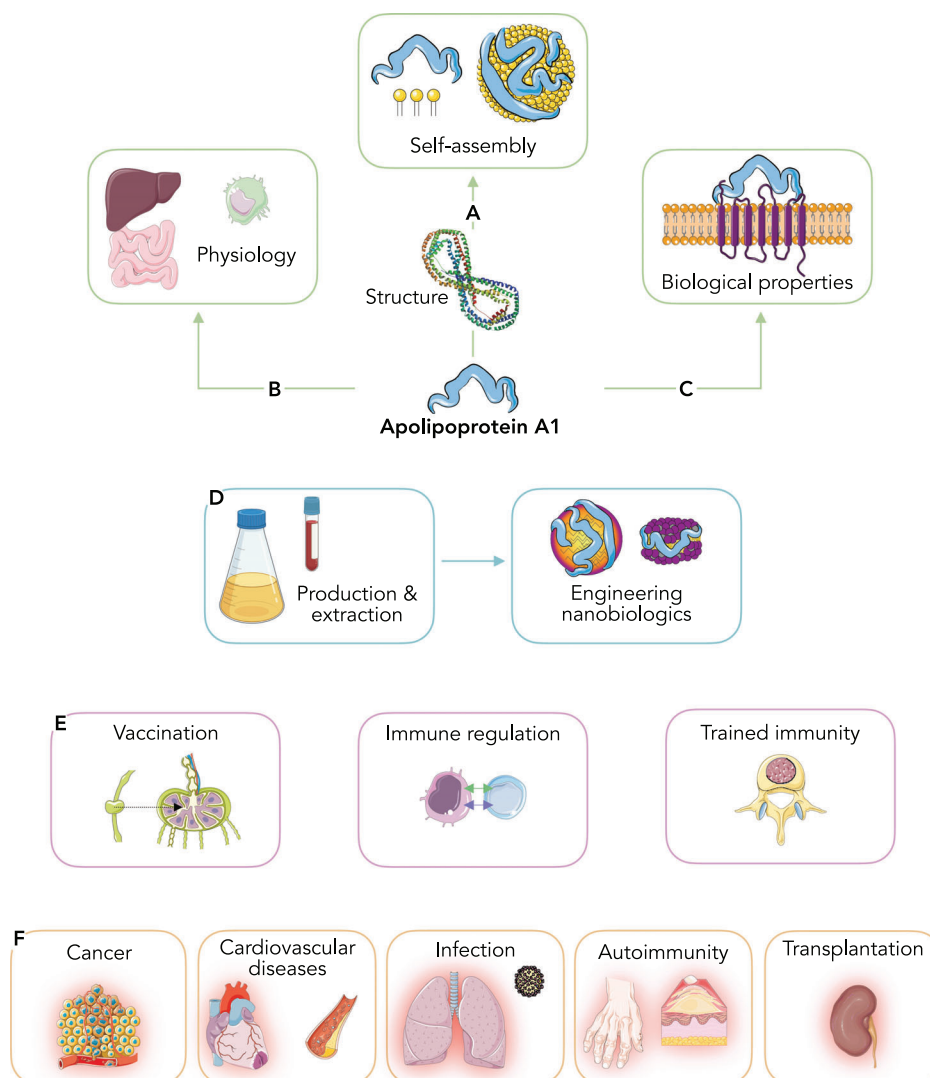 Self-assembly
A
Physiology
Structure
Biological properties
B
C
Apolipoprotein A1
D
Production &
extraction
Engineering
nanobiologics
E
Vaccination
Immune regulation
Trained immunity
F
Cancer
Cardiovascular
diseases
Infection
Autoimmunity
Transplantation